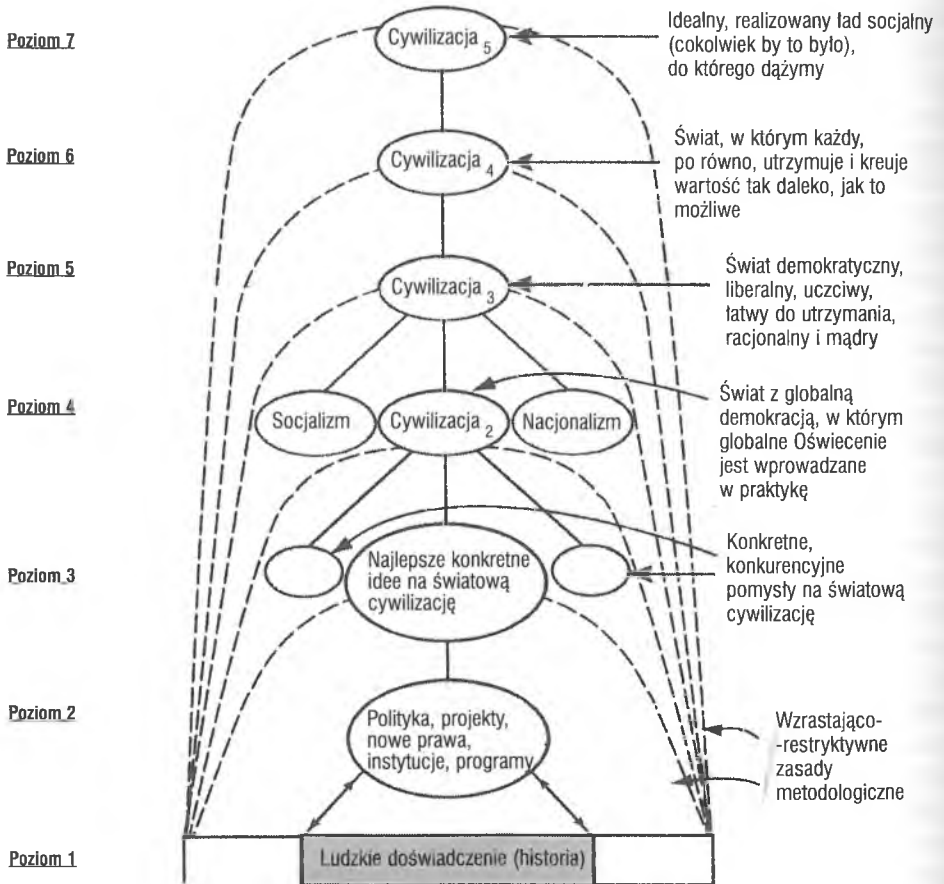 Poziom 7
Cywilizacja 5
Idealny, realizowany ład socjalny
(cokolwiek by to było),
do którego dążymy
Poziom 6
Cywilizacja 4
Świat, w którym każdy,
po równo, utrzymuje i kreuje
wartość tak daleko, jak to
możliwe
Poziom 5
Cywilizacja 3
Świat demokratyczny,
liberalny, uczciwy,
łatwy do utrzymania,
racjonalny i mądry
Poziom 4
Socjalizm
Cywilizacja 2
Nacjonalizm
Świat z globalną
demokracją, w którym
globalne Oświecenie
jest wprowadzane
w praktykę
Poziom 3
Najlepsze konkretne
idee na światową
cywilizację
Konkretne,
konkurencyjne
pomysły na światową
cywilizację
Poziom 2
Polityka, projekty,
nowe prawa,
instytucje, programy
Wzrastająco-
-restryktywne
zasady
metodologiczne
Poziom 1
Ludzkie doświadczenie (historia)